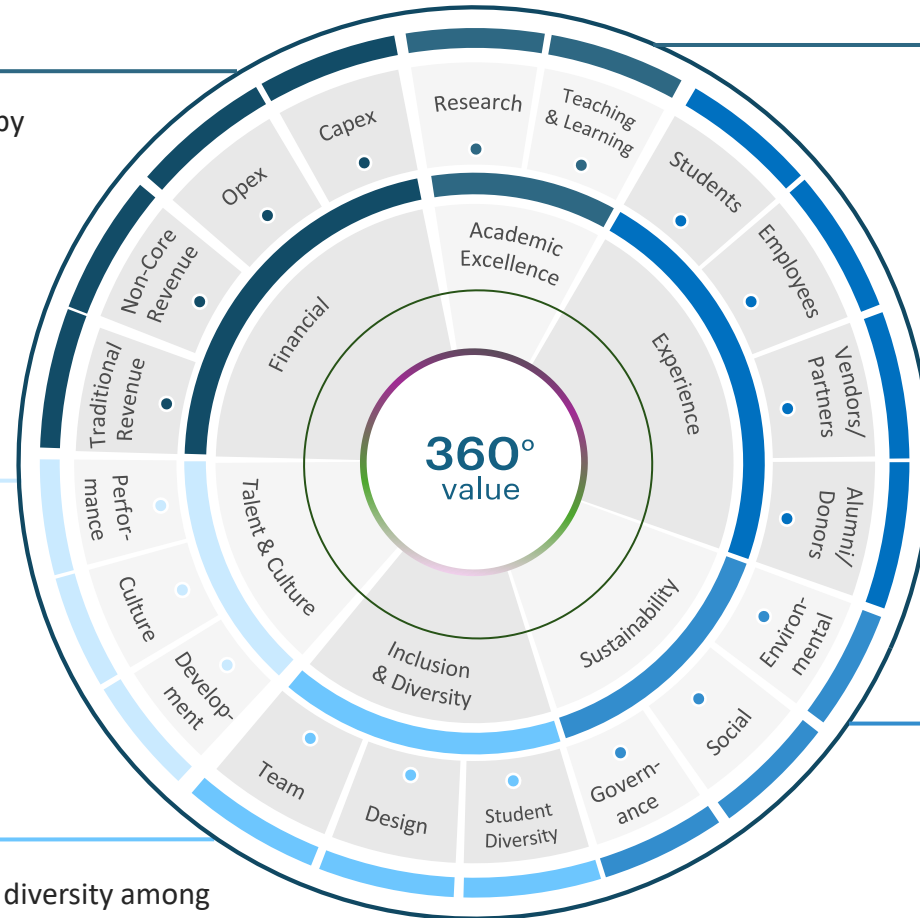 by
diversity among
360°
value
Academic
Excellence
Experience
Sustainability
Inclusion
& Diversity
Talent & Culture
Financial
Research
Teaching
& Learning
Students
Employees
Vendors/
Partners
Alumni/
Donors
Environ-
mental
Social
Govern-
ance
Student
Diversity
Design
Team
Develop-
ment
Culture
Perfor-
mance
Traditional
Revenue
Non-Core
Revenue
Opex
Capex